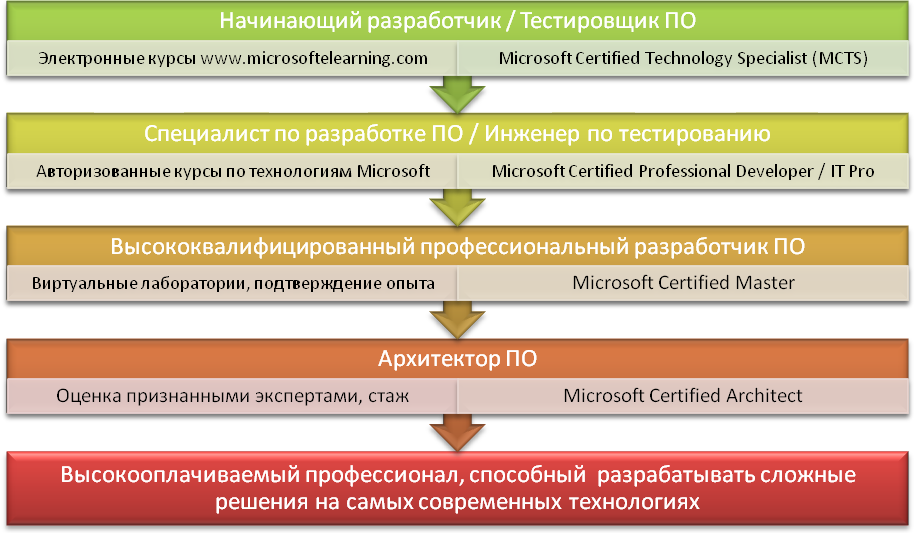 Начинающий разработчик / Тестировщик ПО
Электронные курсы www.microsoftelearning.com
Microsoft Certified Technology Specialist (MCTS)
Специалист по разработке ПО / Инженер по тестированию
Авторизованные курсы по технологиям Microsoft
Microsoft Certified Professional Developer / IT Pro
Высококвалифицированный профессиональный разработчик ПО
Виртуальные лаборатории, подтверждение опыта
Microsoft Certified Master
Архитектор ПО
Оценка признанными экспертами, стаж
Microsoft Certified Architect
Высокооплачиваемый профессионал, способный разрабатывать сложные
решения на самых современных технологиях